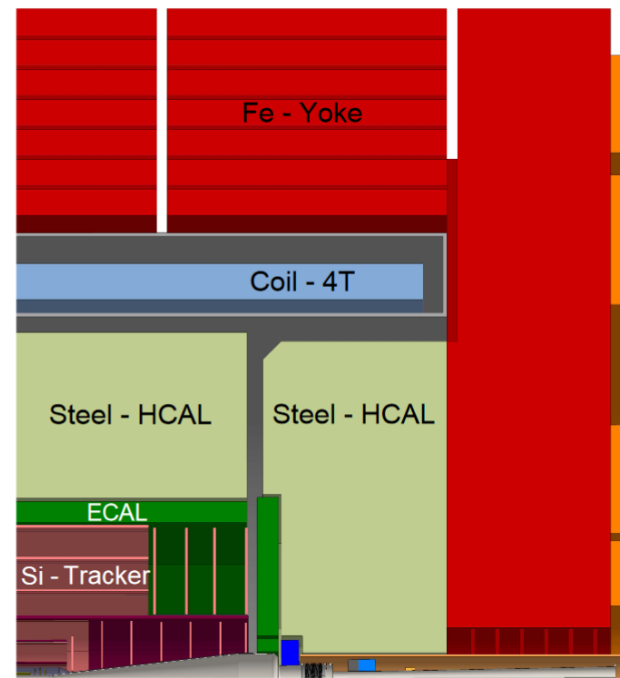 Fe - Yoke
Coil - 4T
Steel - HCAL
Steel - HCAL
ECAL
Si - Tracker